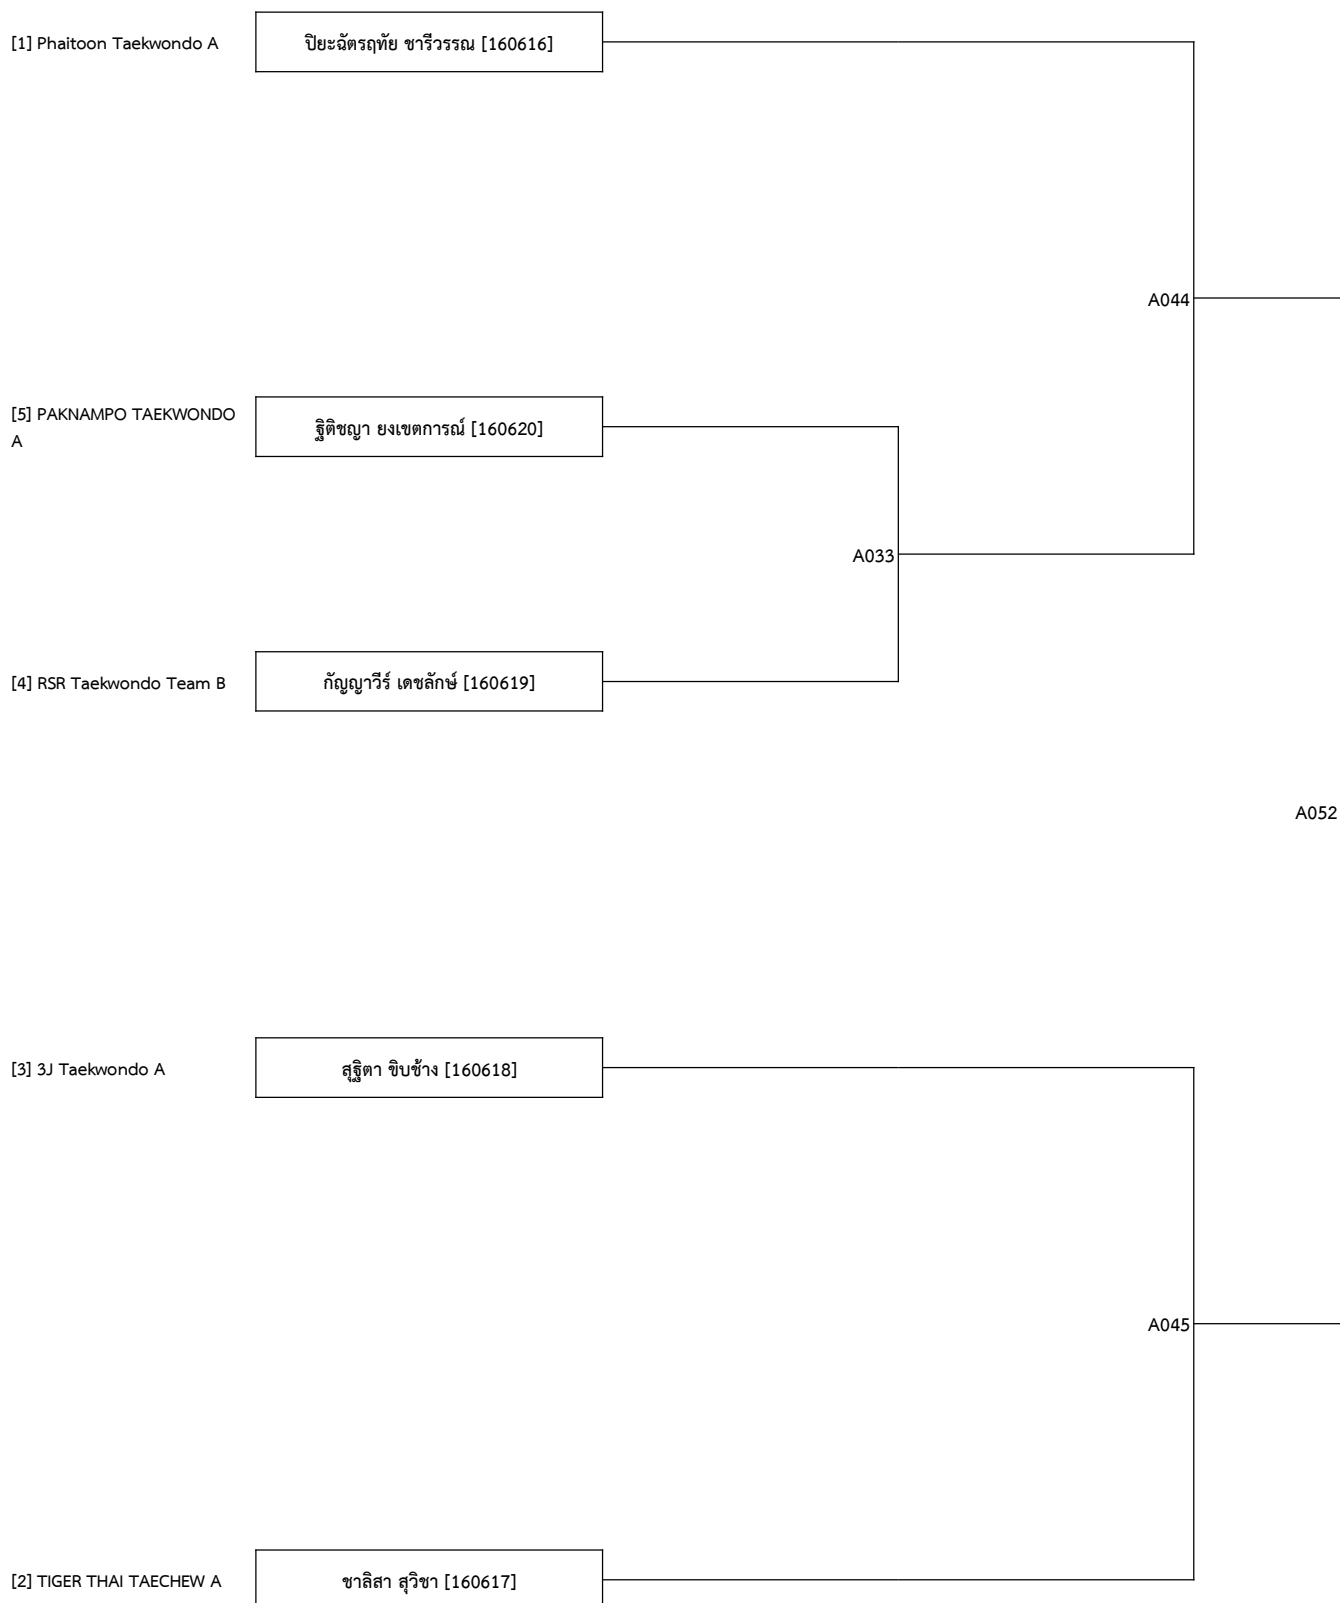 [1] Phaitoon Taekwondo A
ปิยะฉัตรฤทัย ชารีวรรณ [160616]
A044
[5] PAKNAMPO TAEKWONDO
A
ฐิติชญา ยงเขตการณ์ [160620]
A033
[4] RSR Taekwondo Team B
กัญญาวีร์ เดชลักษ์ [160619]
A052
[3] 3J Taekwondo A
สุฐิตา ขิบช้าง [160618]
A045
[2] TIGER THAI TAECHEW A
ชาลิสา สุวิชา [160617]